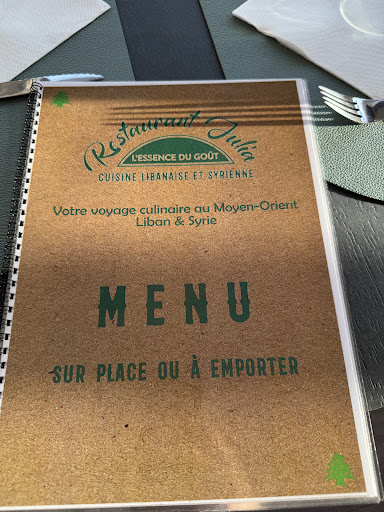 Restaurant Julia
L'ESSENCE DU GOÛT
CUISINE LIBANAISE ET SYRIENNE
Votre voyage culinaire au Moyen-Orient
Liban & Syrie
MENU
SUR PLACE OU À EMPORTER